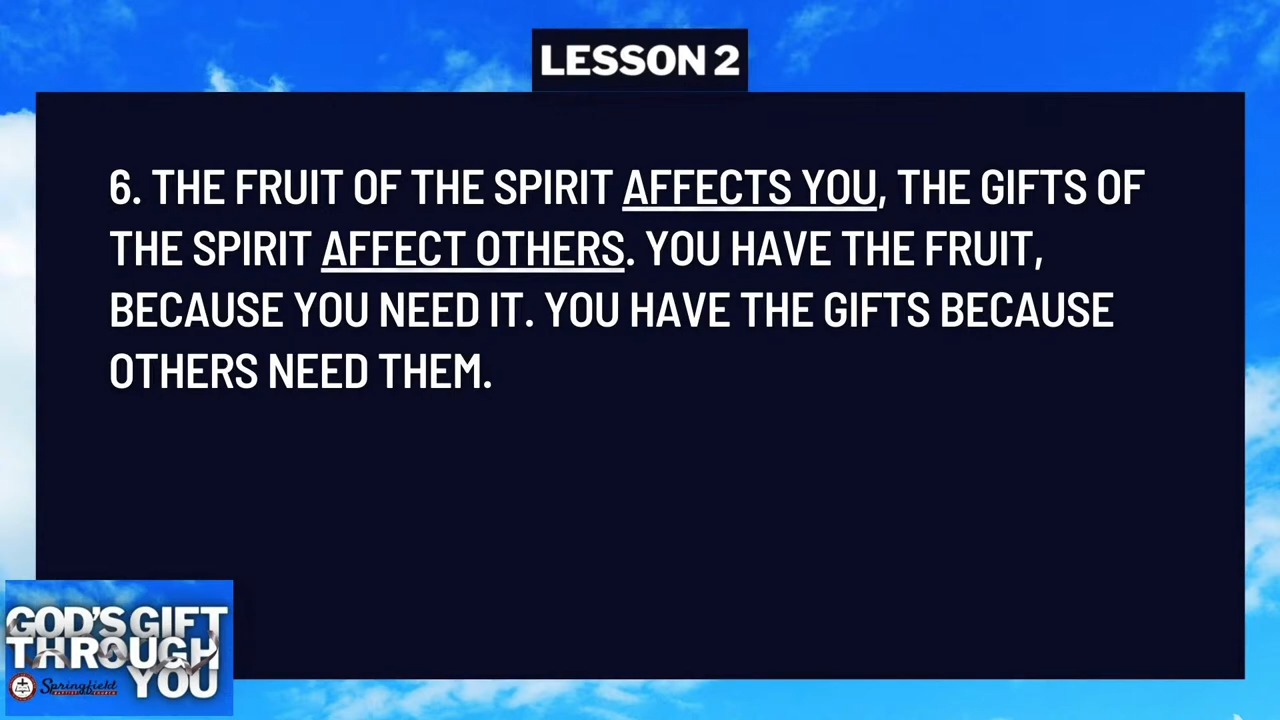 LESSON 2
6. THE FRUIT OF THE SPIRIT AFFECTS YOU, THE GIFTS OF
THE SPIRIT AFFECT OTHERS. YOU HAVE THE FRUIT,
BECAUSE YOU NEED IT. YOU HAVE THE GIFTS BECAUSE
OTHERS NEED THEM.
GOD'S GIFT
THROUGH
YOU
Springfield